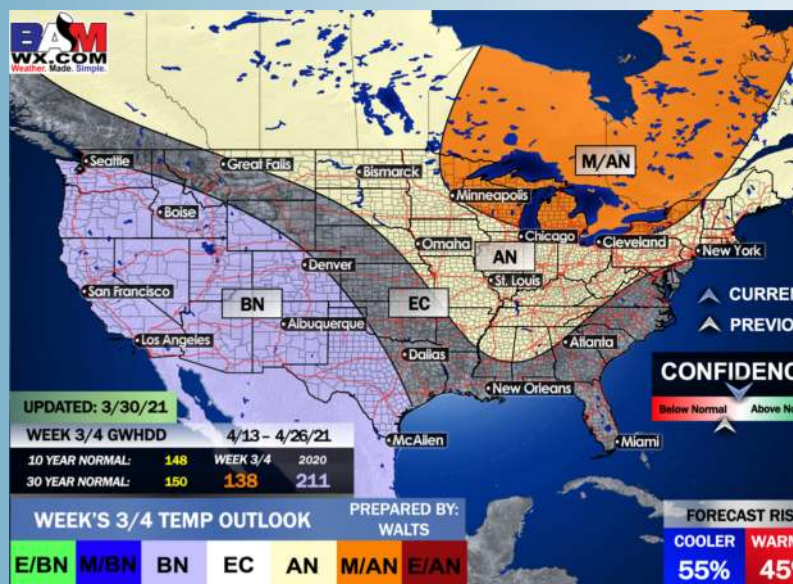 BAM
WX.COM
Weather. Made. Simple.
M/AN
Seattle
Great Falls
Bismarck
Minneapolis
Boise
Omaha
Chicago
Cleveland
New York
AN
Denver
St. Louis
San Francisco
BN
EC
CURRE
Albuquerque
PREVIO
Los Angeles
Atlanta
Dallas
CONFIDENC
New Orleans
Below Normal Above No
UPDATED: 3/30/21
WEEK 3/4 GWHDD 4/13 – 4/26/21
McAllen
Miami
10 YEAR NORMAL: 148 WEEK 3/4 2020
30 YEAR NORMAL: 150 138 211
WEEK'S 3/4 TEMP OUTLOOK
PREPARED BY:
WALTS
FORECAST RIS
COOLER WARM
55% 45%
E/BN M/BN BN EC AN M/AN E/AN